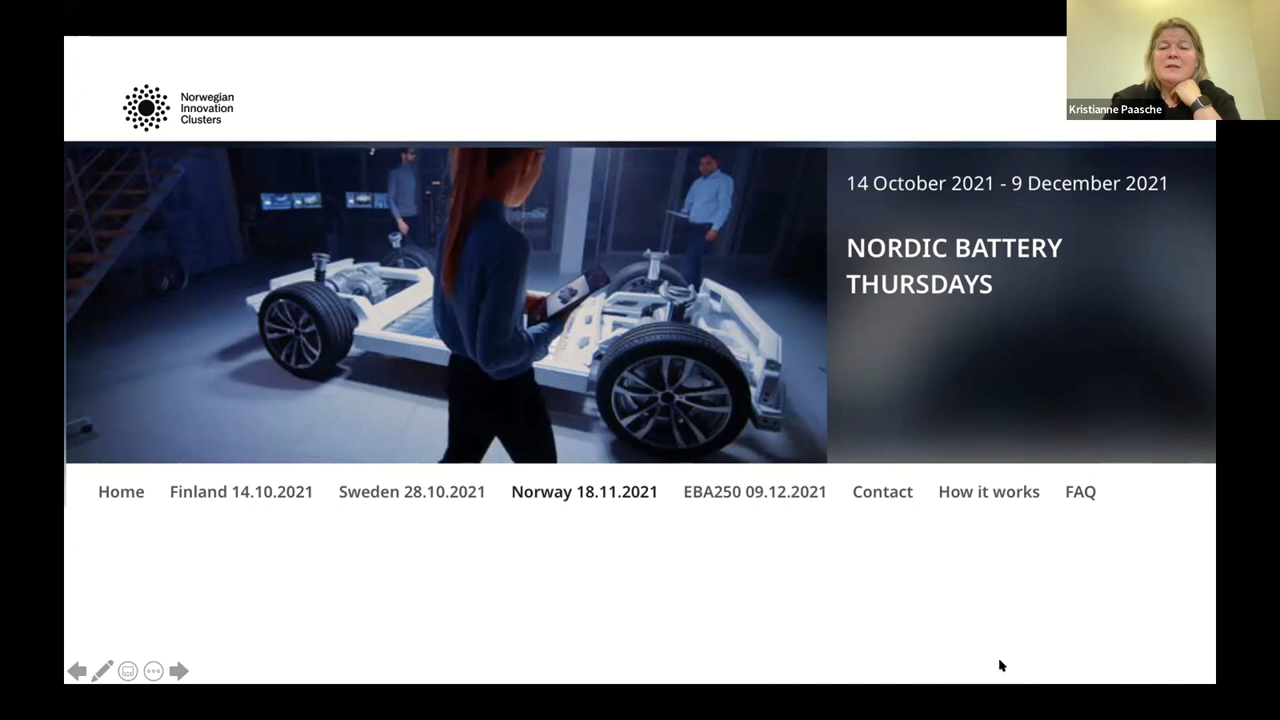 Norwegian
Innovation
Clusters
Kristianne Paasche
14 October 2021 - 9 December 2021
NORDIC BATTERY
THURSDAYS
Home Finland 14.10.2021 Sweden 28.10.2021 Norway 18.11.2021 EBA250 09.12.2021 Contact How it works FAQ